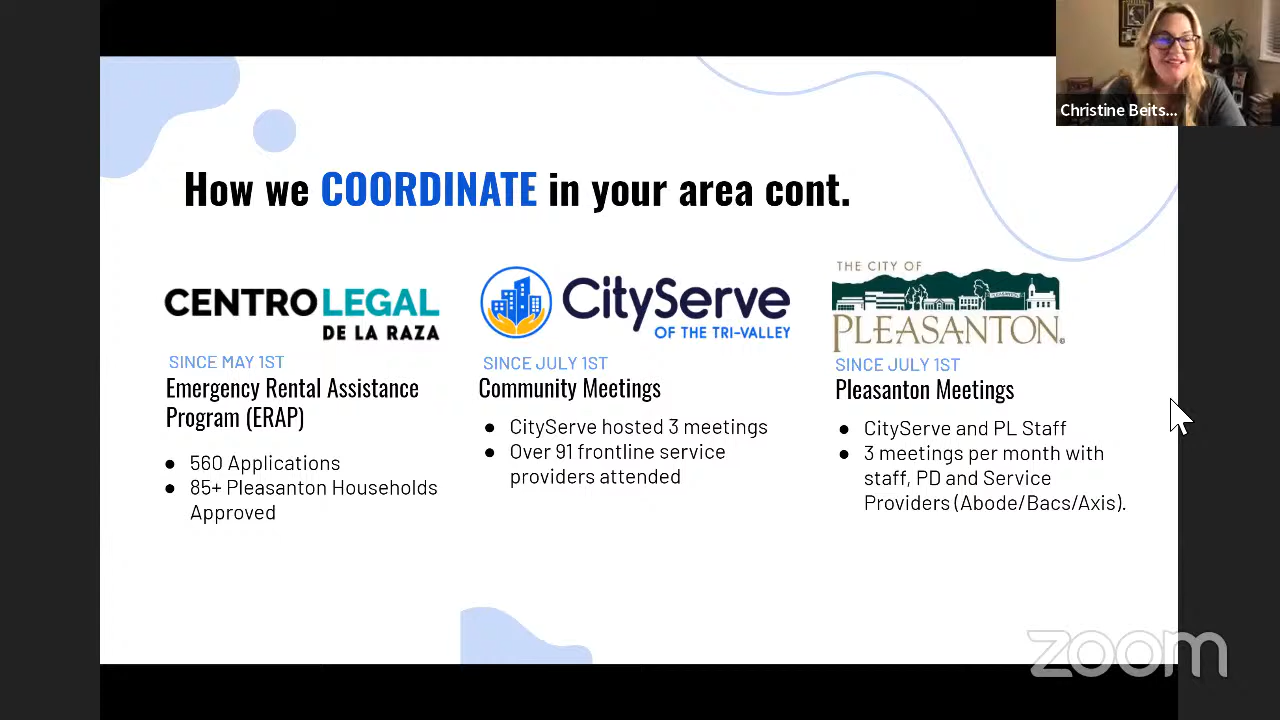 Christine Beits...
How we COORDINATE in your area cont.
CENTRO LEGAL
DE LA RAZA
SINCE MAY 1ST
Emergency Rental Assistance
Program (ERAP)
● 560 Applications
● 85+ Pleasanton Households
Approved
CityServe
OF THE TRI-VALLEY
SINCE JULY 1ST
Community Meetings
● CityServe hosted 3 meetings
● Over 91 frontline service
providers attended
THE CITY OF
PLEASANTON®
SINCE JULY 1ST
Pleasanton Meetings
● CityServe and PL Staff
● 3 meetings per month with
staff, PD and Service
Providers (Abode/Bacs/Axis).
zoom